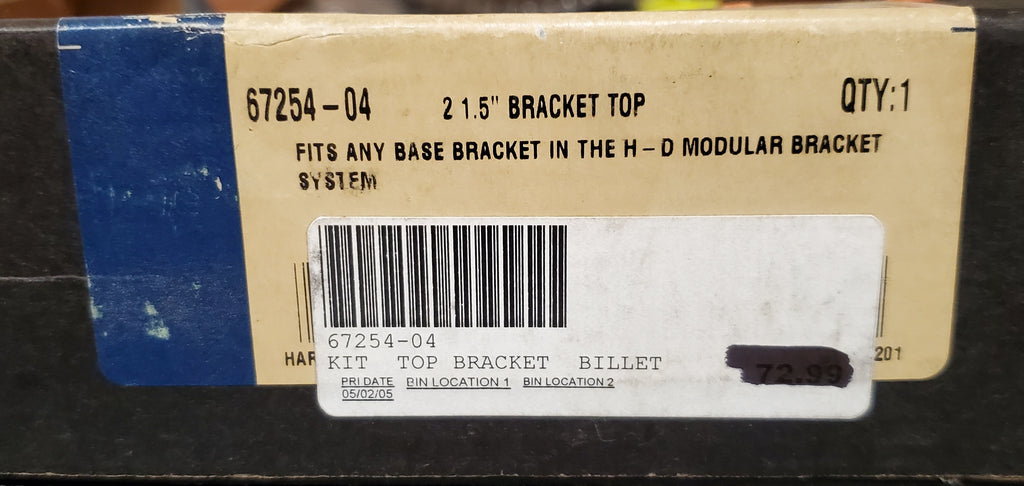 67254-04 2 1.5" BRACKET TOP QTY:1
FITS ANY BASE BRACKET IN THE H-D MODULAR BRACKET
SYSTEM
67254-04
HAR
201
KIT TOP BRACKET BILLET
72.99
PRI DATE BIN LOCATION 1 BIN LOCATION 2
05/02/05